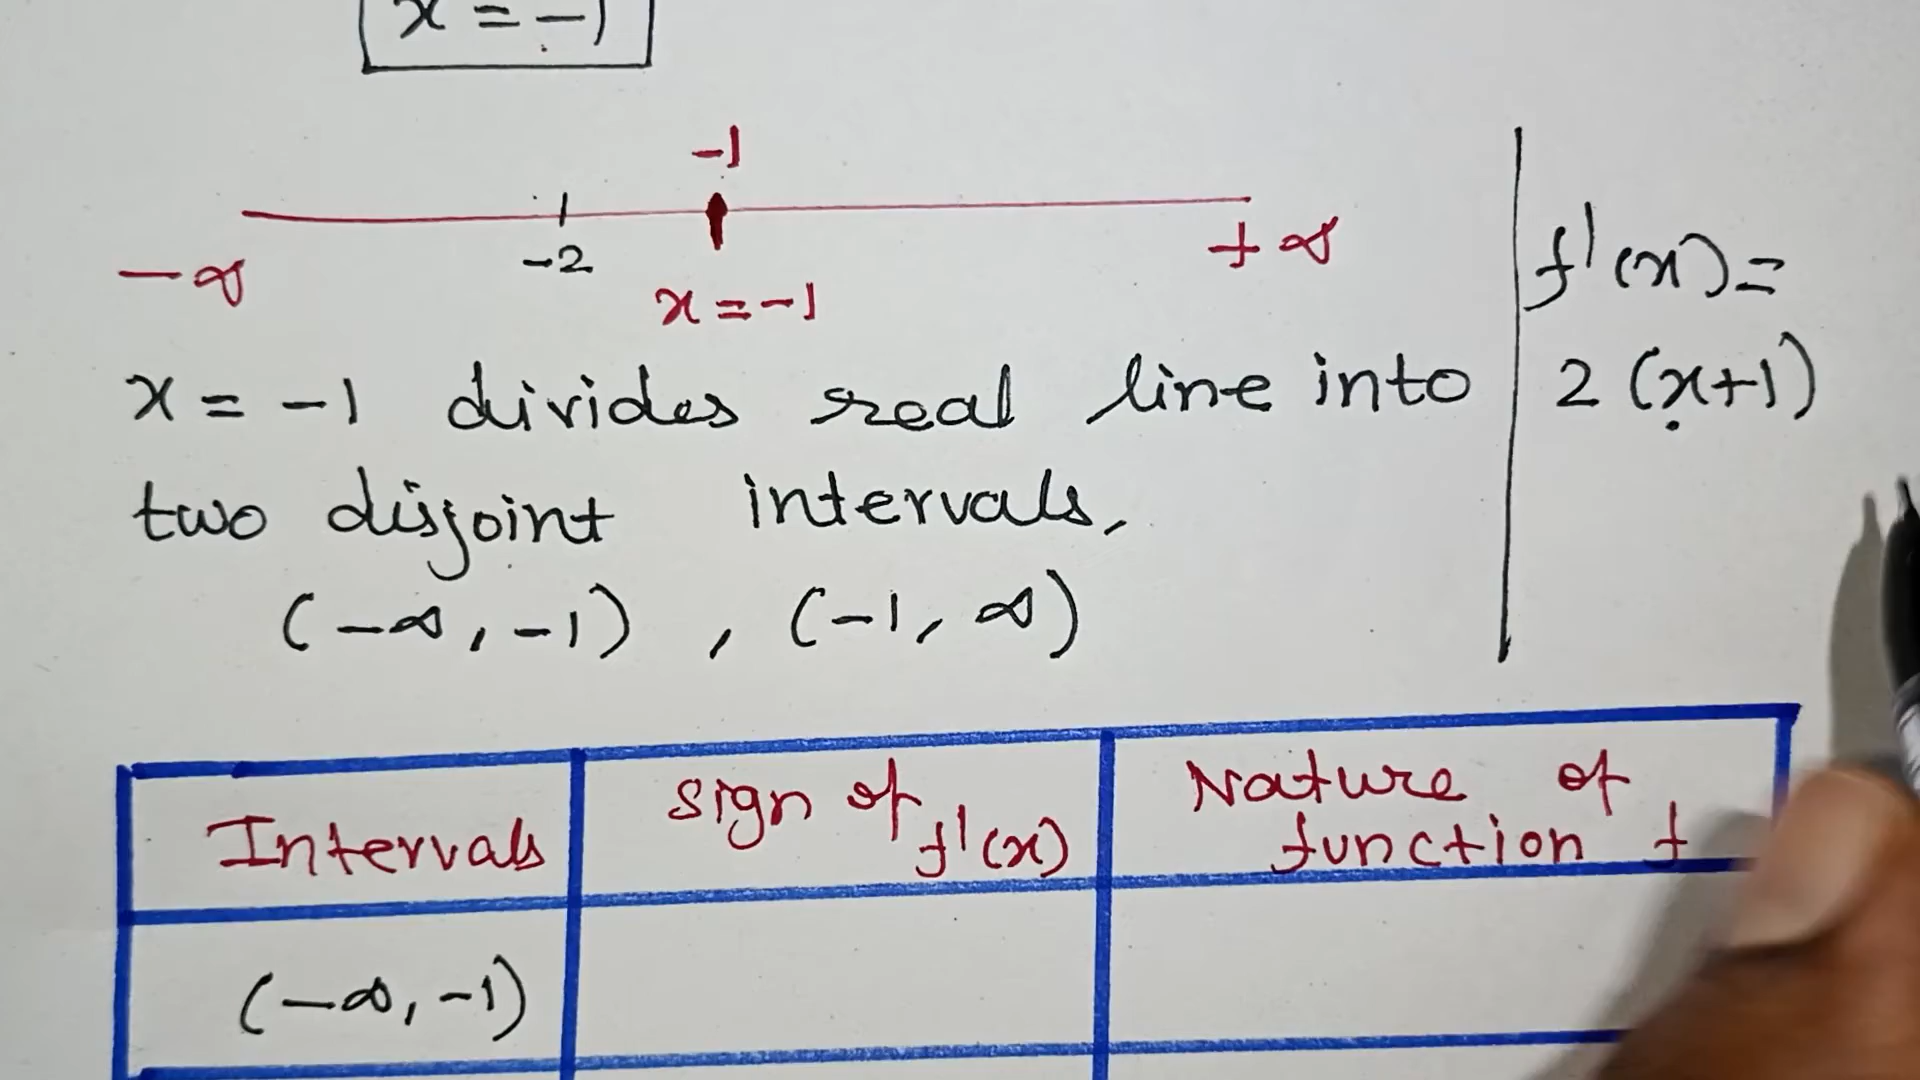 x = -1
-1
-∞ -2 +∞
x = -1
x = -1 divides real line into
two disjoint intervals,
(-∞, -1) , (-1, ∞)
f'(x) =
2 (x+1)
Intervals sign of f'(x) Nature of function f
(-∞, -1)